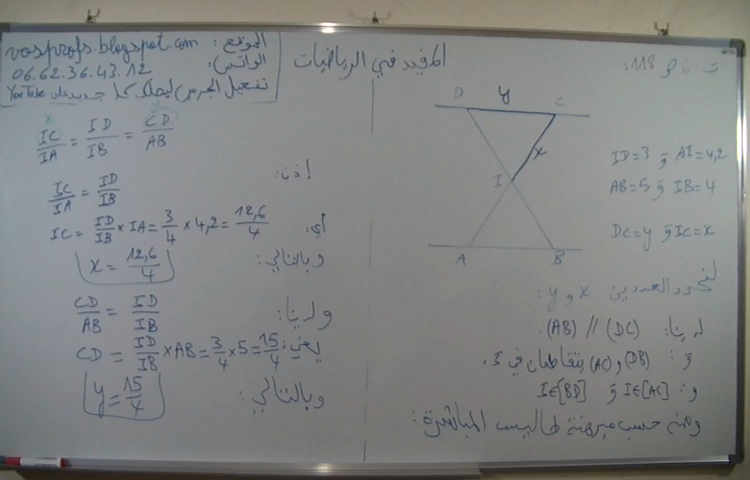 المفيد في الرياضيات
الموقع: vosprofs.blogspot.com
الواتس: 06.62.36.43.12
تفعيل الجرس ليصلك كل جديدنا على YouTube
ت 6 ص 118:
D y C
x
I
A B
ID=3 و AI=4,2
AB=5 و IB=4
DC=y و IC=x
لنحدد العددين x و y:
لدينا: (AB) // (DC).
و: (DB) و (AC) يتقاطعان في I.
و: I∈[AC] و I∈[BD]
ومنه حسب مبرهنة طاليس المباشرة:
IC/IA = ID/IB = CD/AB
إذن: IC/IA = ID/IB
أي: IC = ID/IB × IA = 3/4 × 4,2 = 12,6/4
وبالتالي: x = 12,6/4
ولدينا: CD/AB = ID/IB
يعني: CD = ID/IB × AB = 3/4 × 5 = 15/4
وبالتالي: y = 15/4